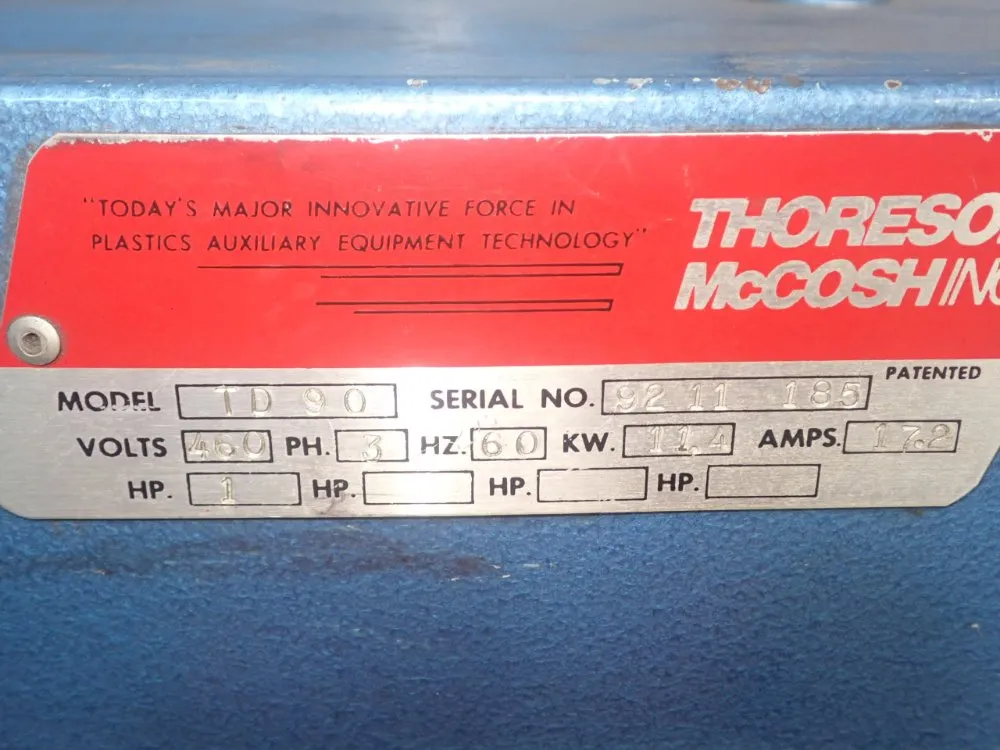 "TODAY'S MAJOR INNOVATIVE FORCE IN
PLASTICS AUXILIARY EQUIPMENT TECHNOLOGY"
THORESO
McCOSH INC
PATENTED
MODEL TD 90 SERIAL NO. 92 11 185
VOLTS 460 PH. 3 HZ. 60 KW. 11.4 AMPS. 17.2
HP. 1 HP. HP. HP.